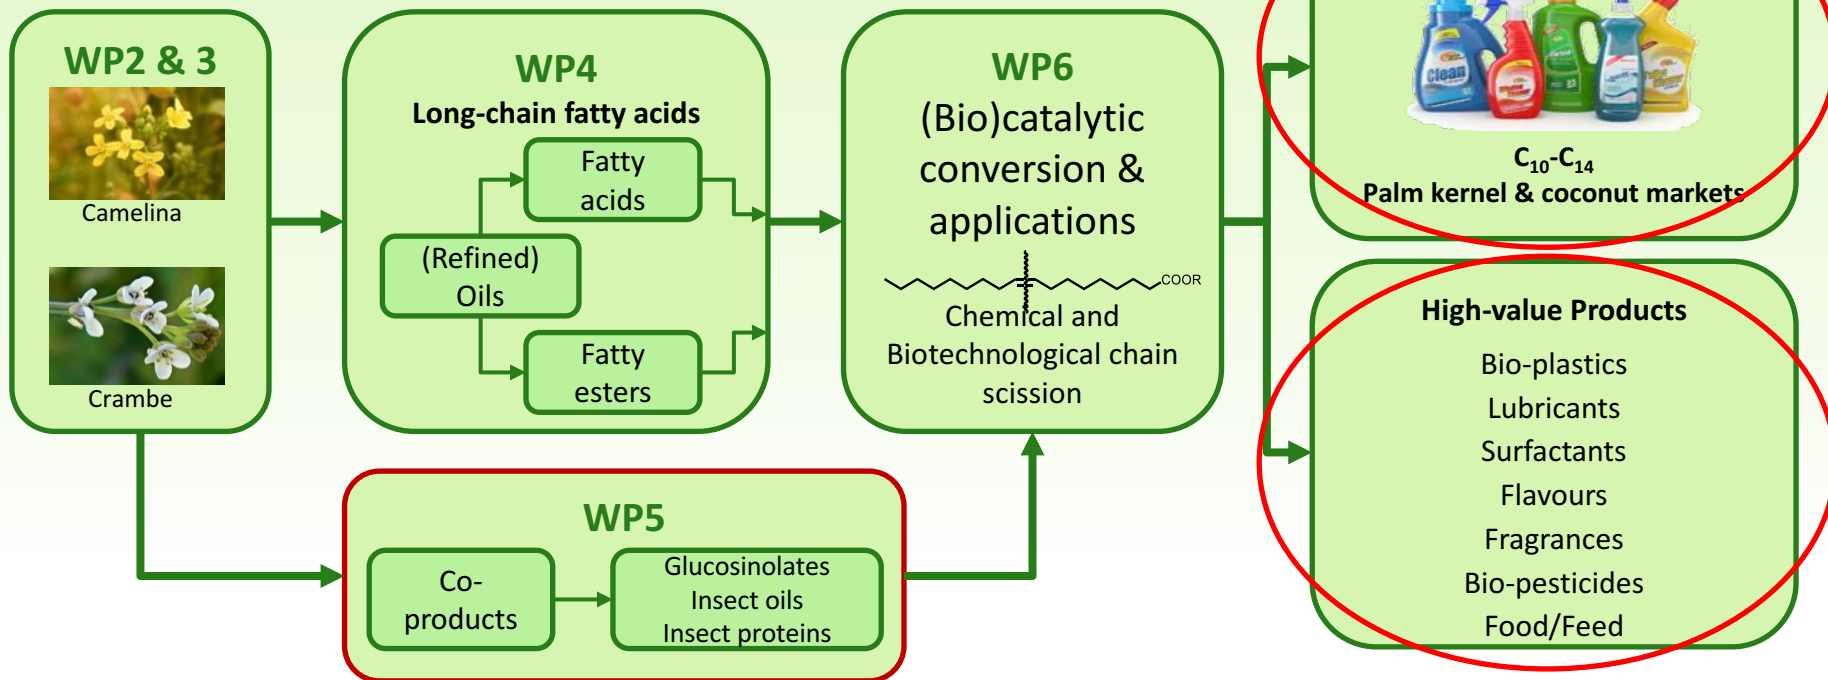 WP2 & 3
Camelina
Crambe
WP4
Long-chain fatty acids
Fatty
acids
(Refined)
Oils
Fatty
esters
WP5
Co-
products
Glucosinolates
Insect oils
Insect proteins
WP6
(Bio)catalytic
conversion &
applications
COOR
Chemical and
Biotechnological chain
scission
Clean
C₁₀-C₁₄
Palm kernel & coconut markets
High-value Products
Bio-plastics
Lubricants
Surfactants
Flavours
Fragrances
Bio-pesticides
Food/Feed